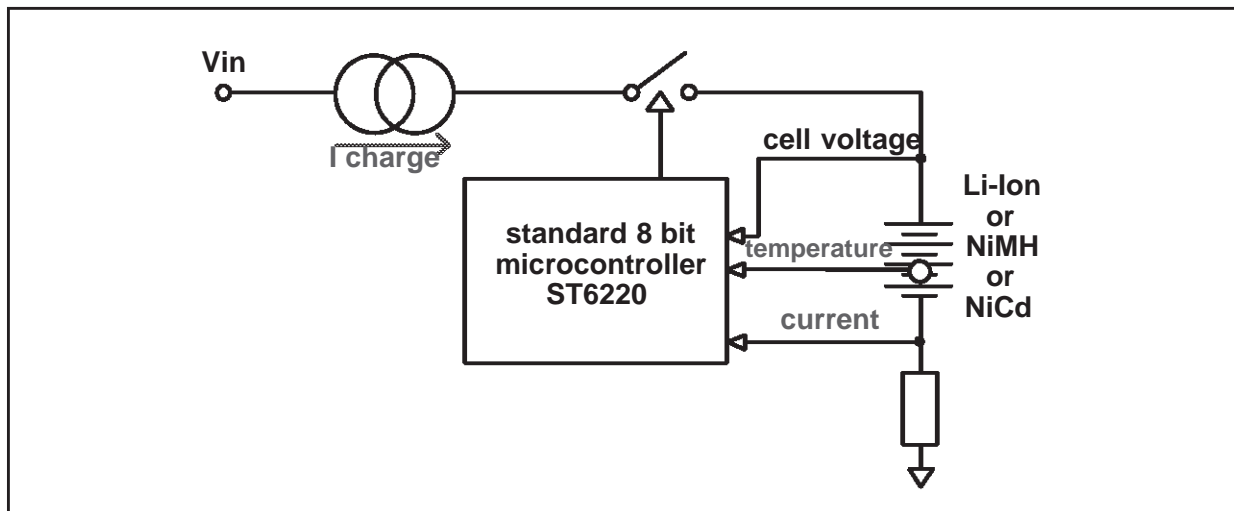 Vin
I charge
cell voltage
standard 8 bit
microcontroller
ST6220
temperature
current
Li-Ion
or
NiMH
or
NiCd